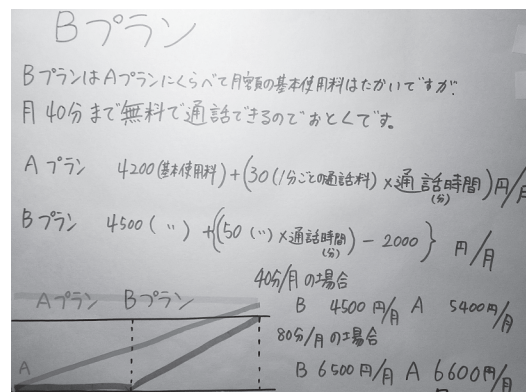 Bプラン
BプランはAプランにくらべて月額の基本使用料はたかいですが
月40分まで無料で通話できるのでおとくです。
Aプラン 4200(基本使用料)+(30(1分ごとの通話料)×通話時間(分))円/月
Bプラン 4500(〃)+{(50(〃)×通話時間(分))-2000} 円/月
40分/月の場合
Aプラン Bプラン
B 4500円/月 A 5400円/月
80分/月の場合
A
B 6500円/月 A 6600円/月